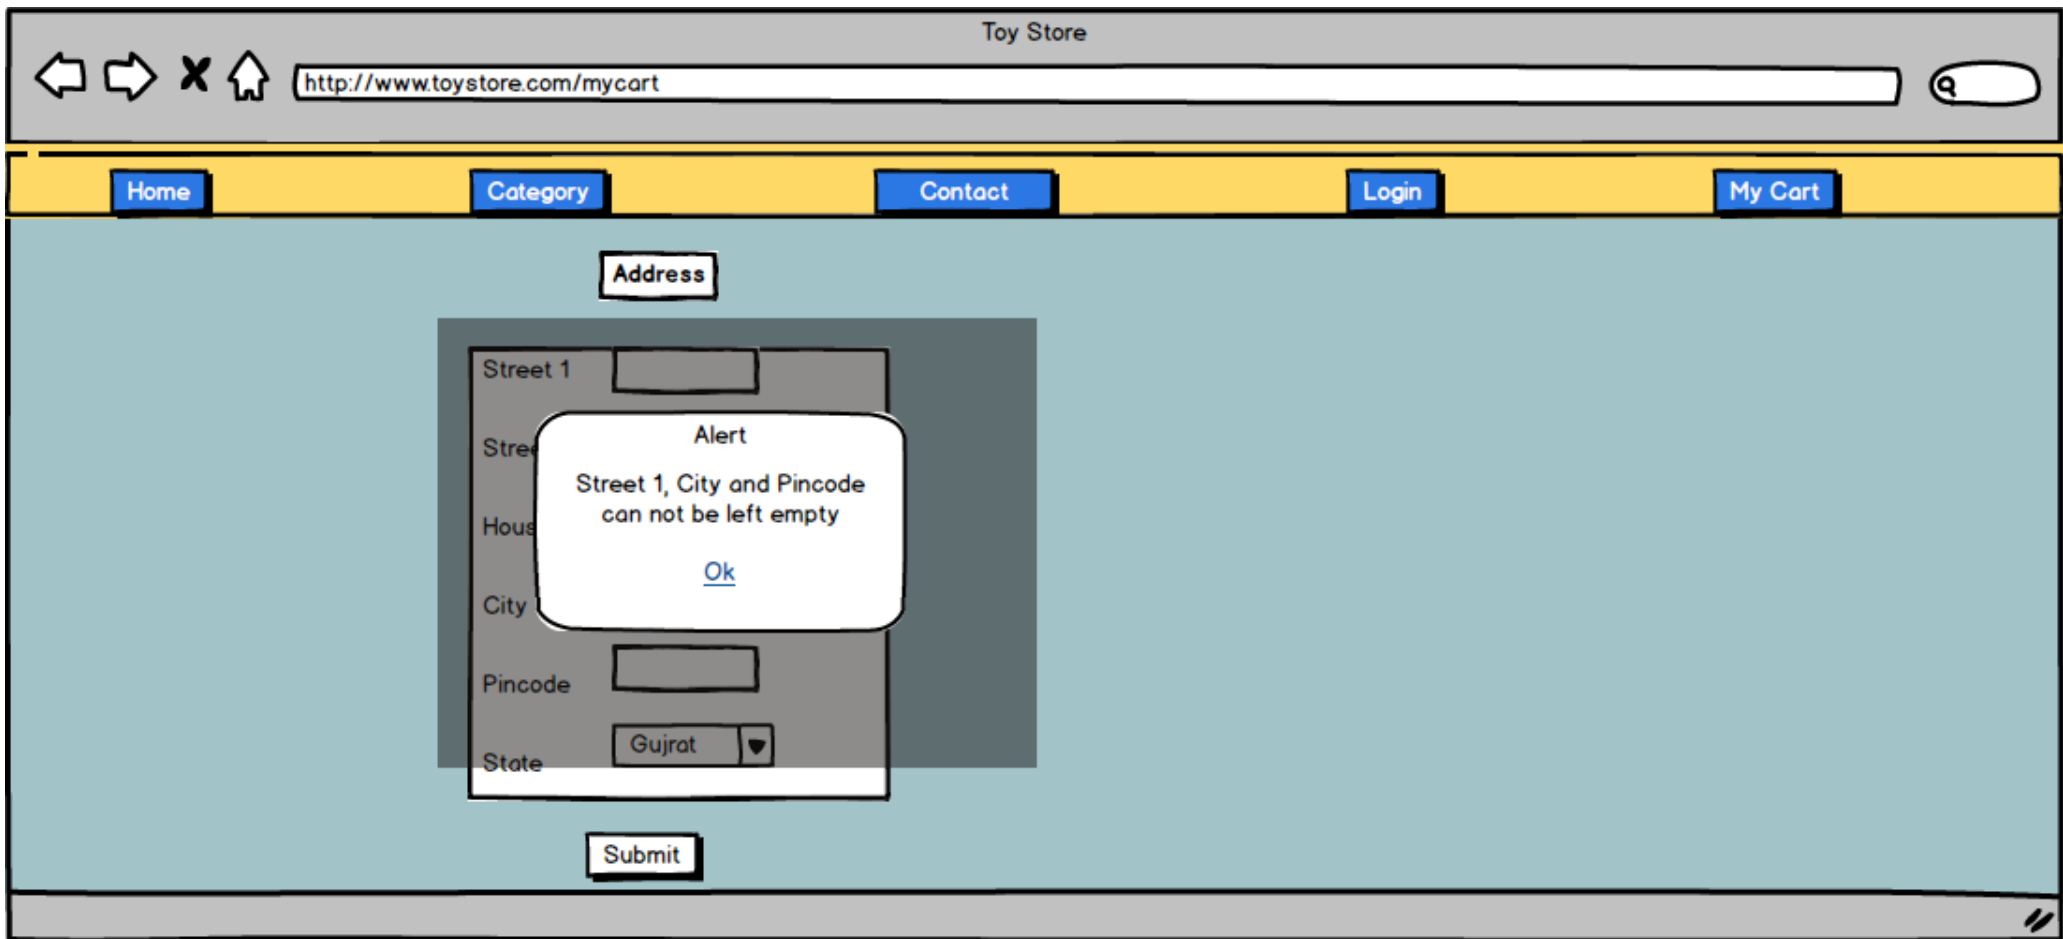 Toy Store
http://www.toystore.com/mycart
Home Category Contact Login My Cart
Address
Street 1
Alert
Street 1, City and Pincode
can not be left empty
Ok
City
Pincode
Gujrat
State
Submit